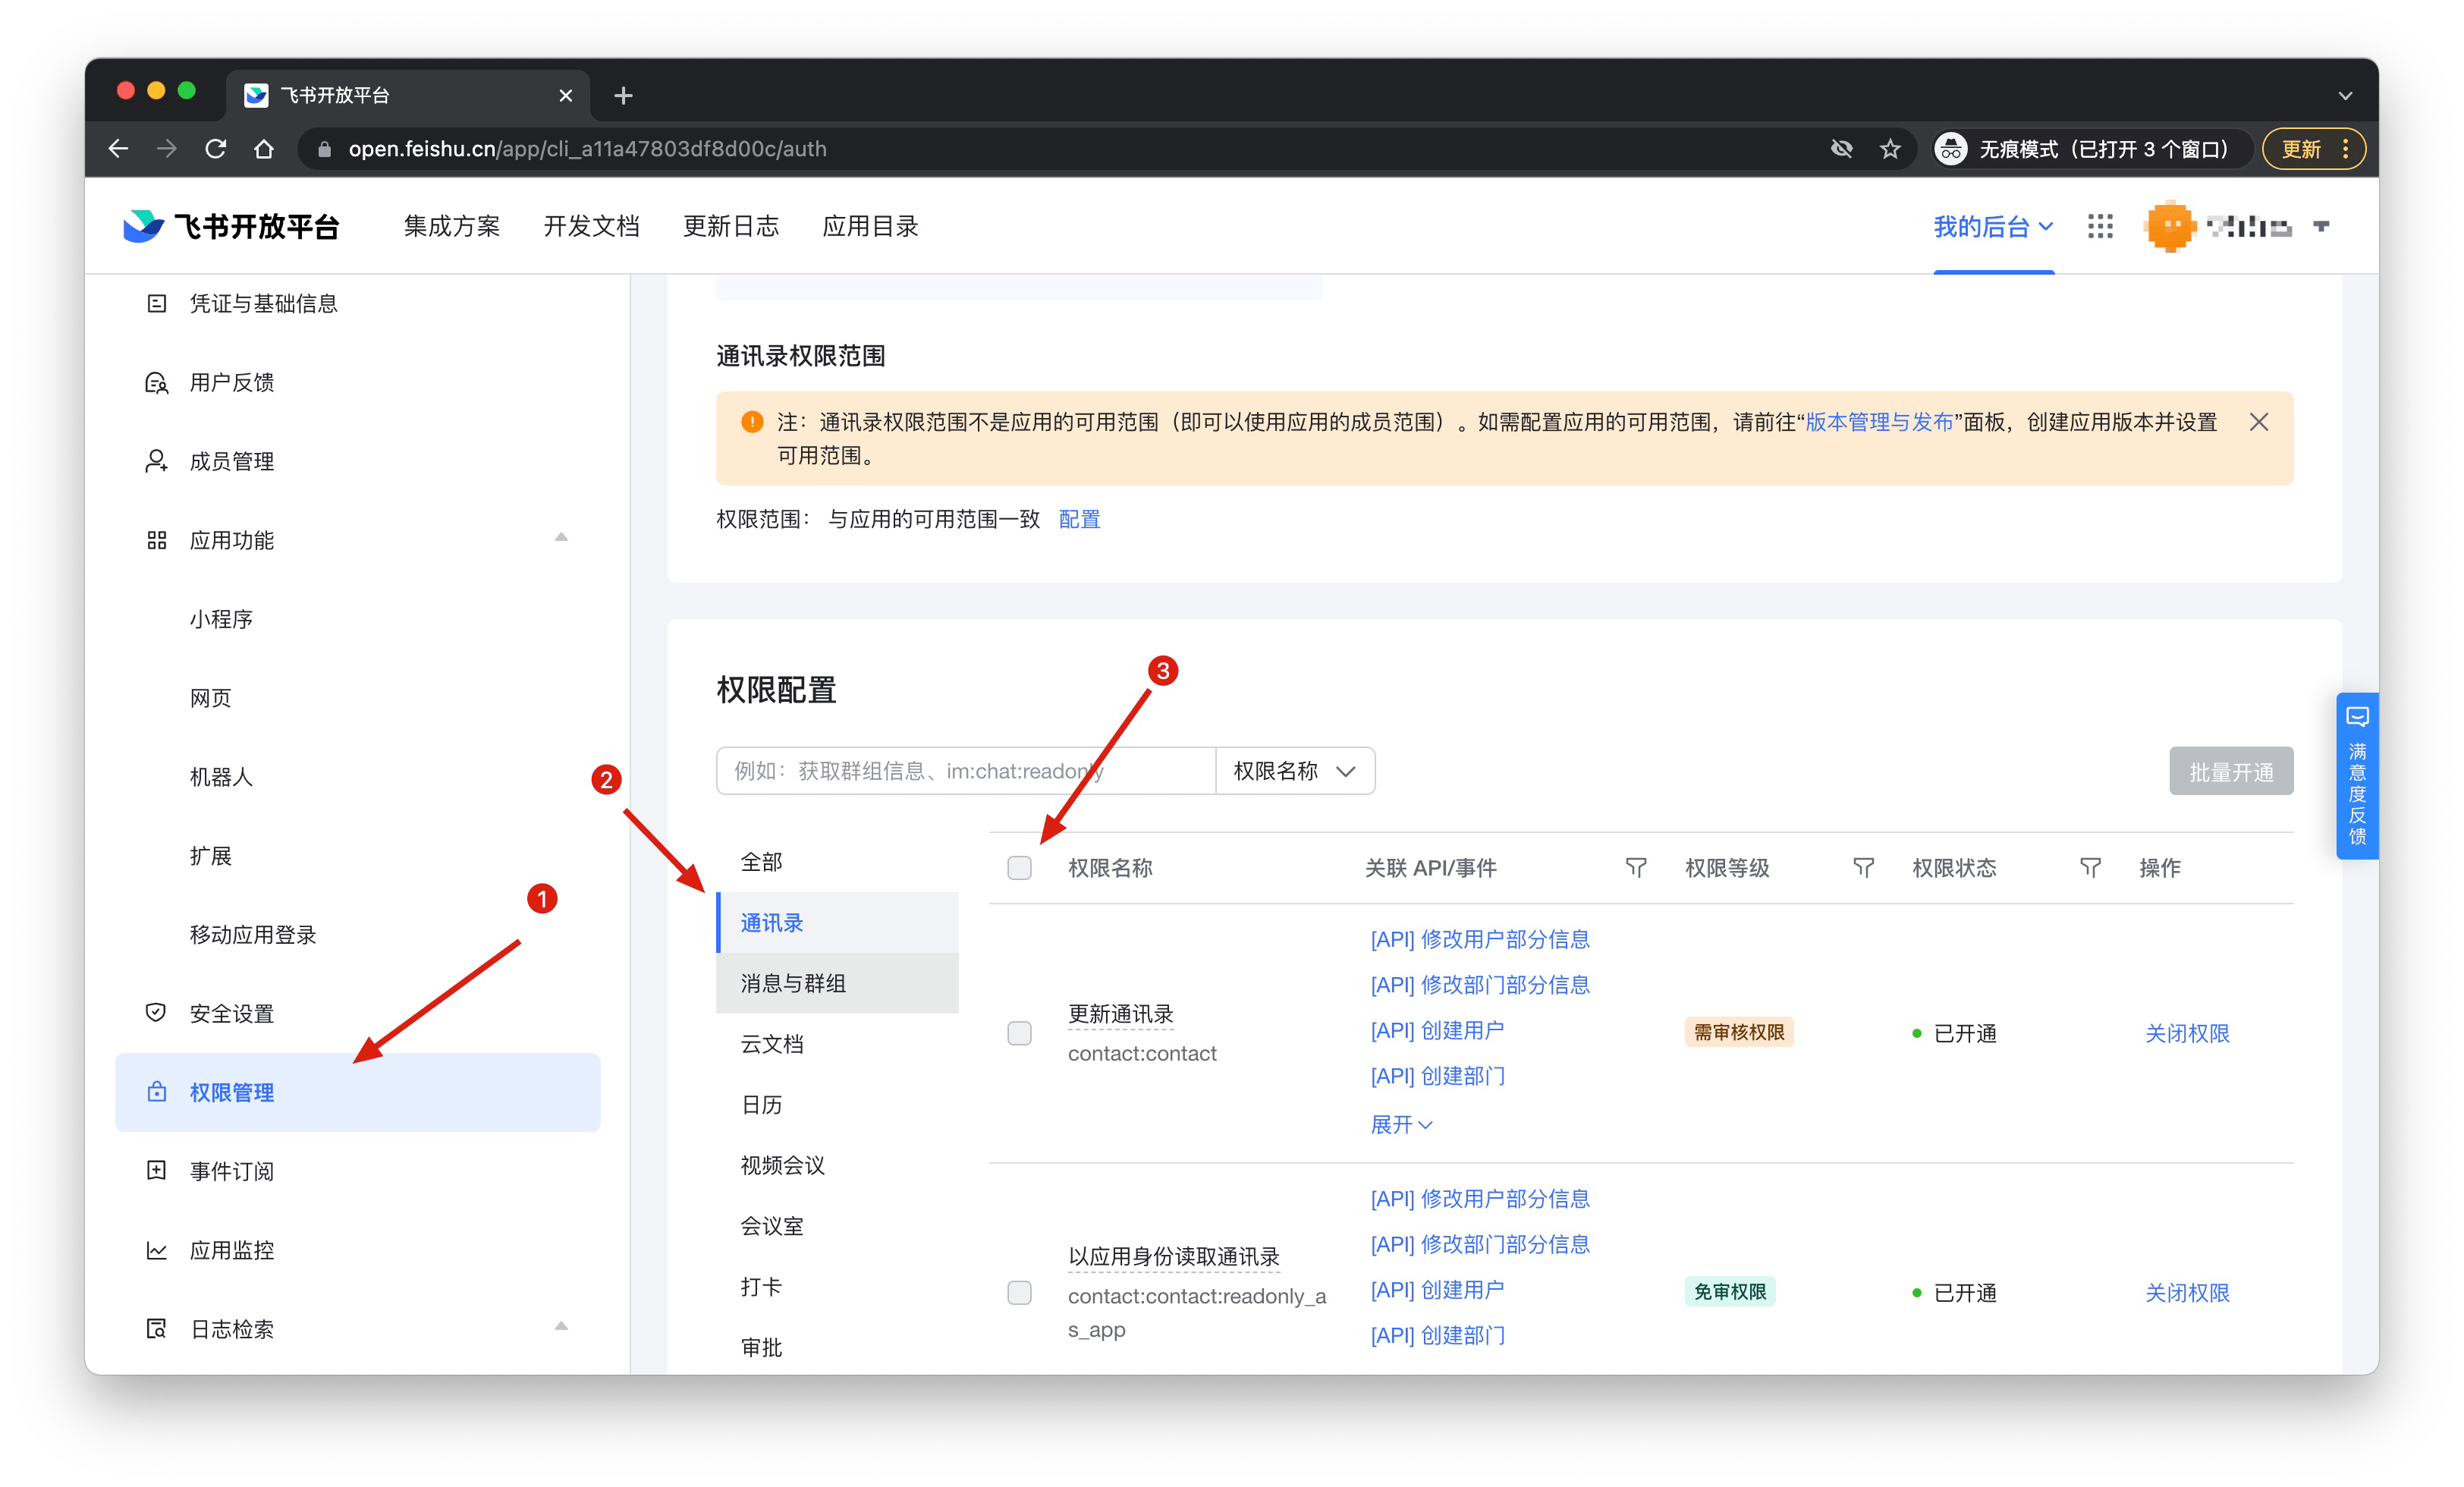 飞书开放平台
open.feishu.cn/app/cli_a11a47803df8d00c/auth
无痕模式（已打开 3 个窗口）
更新
飞书开放平台
集成方案
开发文档
更新日志
应用目录
我的后台
凭证与基础信息
用户反馈
成员管理
应用功能
小程序
网页
机器人
扩展
移动应用登录
安全设置
权限管理
事件订阅
应用监控
日志检索
1
通讯录权限范围
注：通讯录权限范围不是应用的可用范围（即可以使用应用的成员范围）。如需配置应用的可用范围，请前往“版本管理与发布”面板，创建应用版本并设置
可用范围。
权限范围： 与应用的可用范围一致 配置
权限配置
3
2
例如：获取群组信息、im:chat:readonly
权限名称
批量开通
全部
通讯录
消息与群组
云文档
日历
视频会议
会议室
打卡
审批
权限名称
关联 API/事件
权限等级
权限状态
操作
更新通讯录
contact:contact
[API] 修改用户部分信息
[API] 修改部门部分信息
[API] 创建用户
[API] 创建部门
展开
需审核权限
已开通
关闭权限
以应用身份读取通讯录
contact:contact:readonly_a
s_app
[API] 修改用户部分信息
[API] 修改部门部分信息
[API] 创建用户
[API] 创建部门
免审权限
已开通
关闭权限
满意度反馈